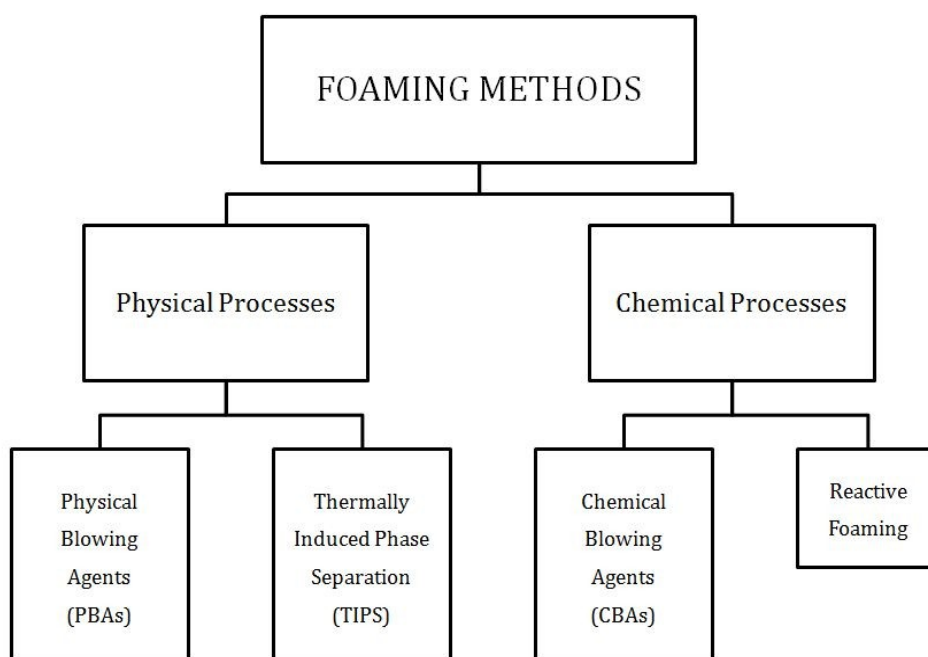 FOAMING METHODS
Physical Processes
Chemical Processes
Physical
Blowing
Agents
(PBAs)
Thermally
Induced Phase
Separation
(TIPS)
Chemical
Blowing
Agents
(CBAs)
Reactive
Foaming